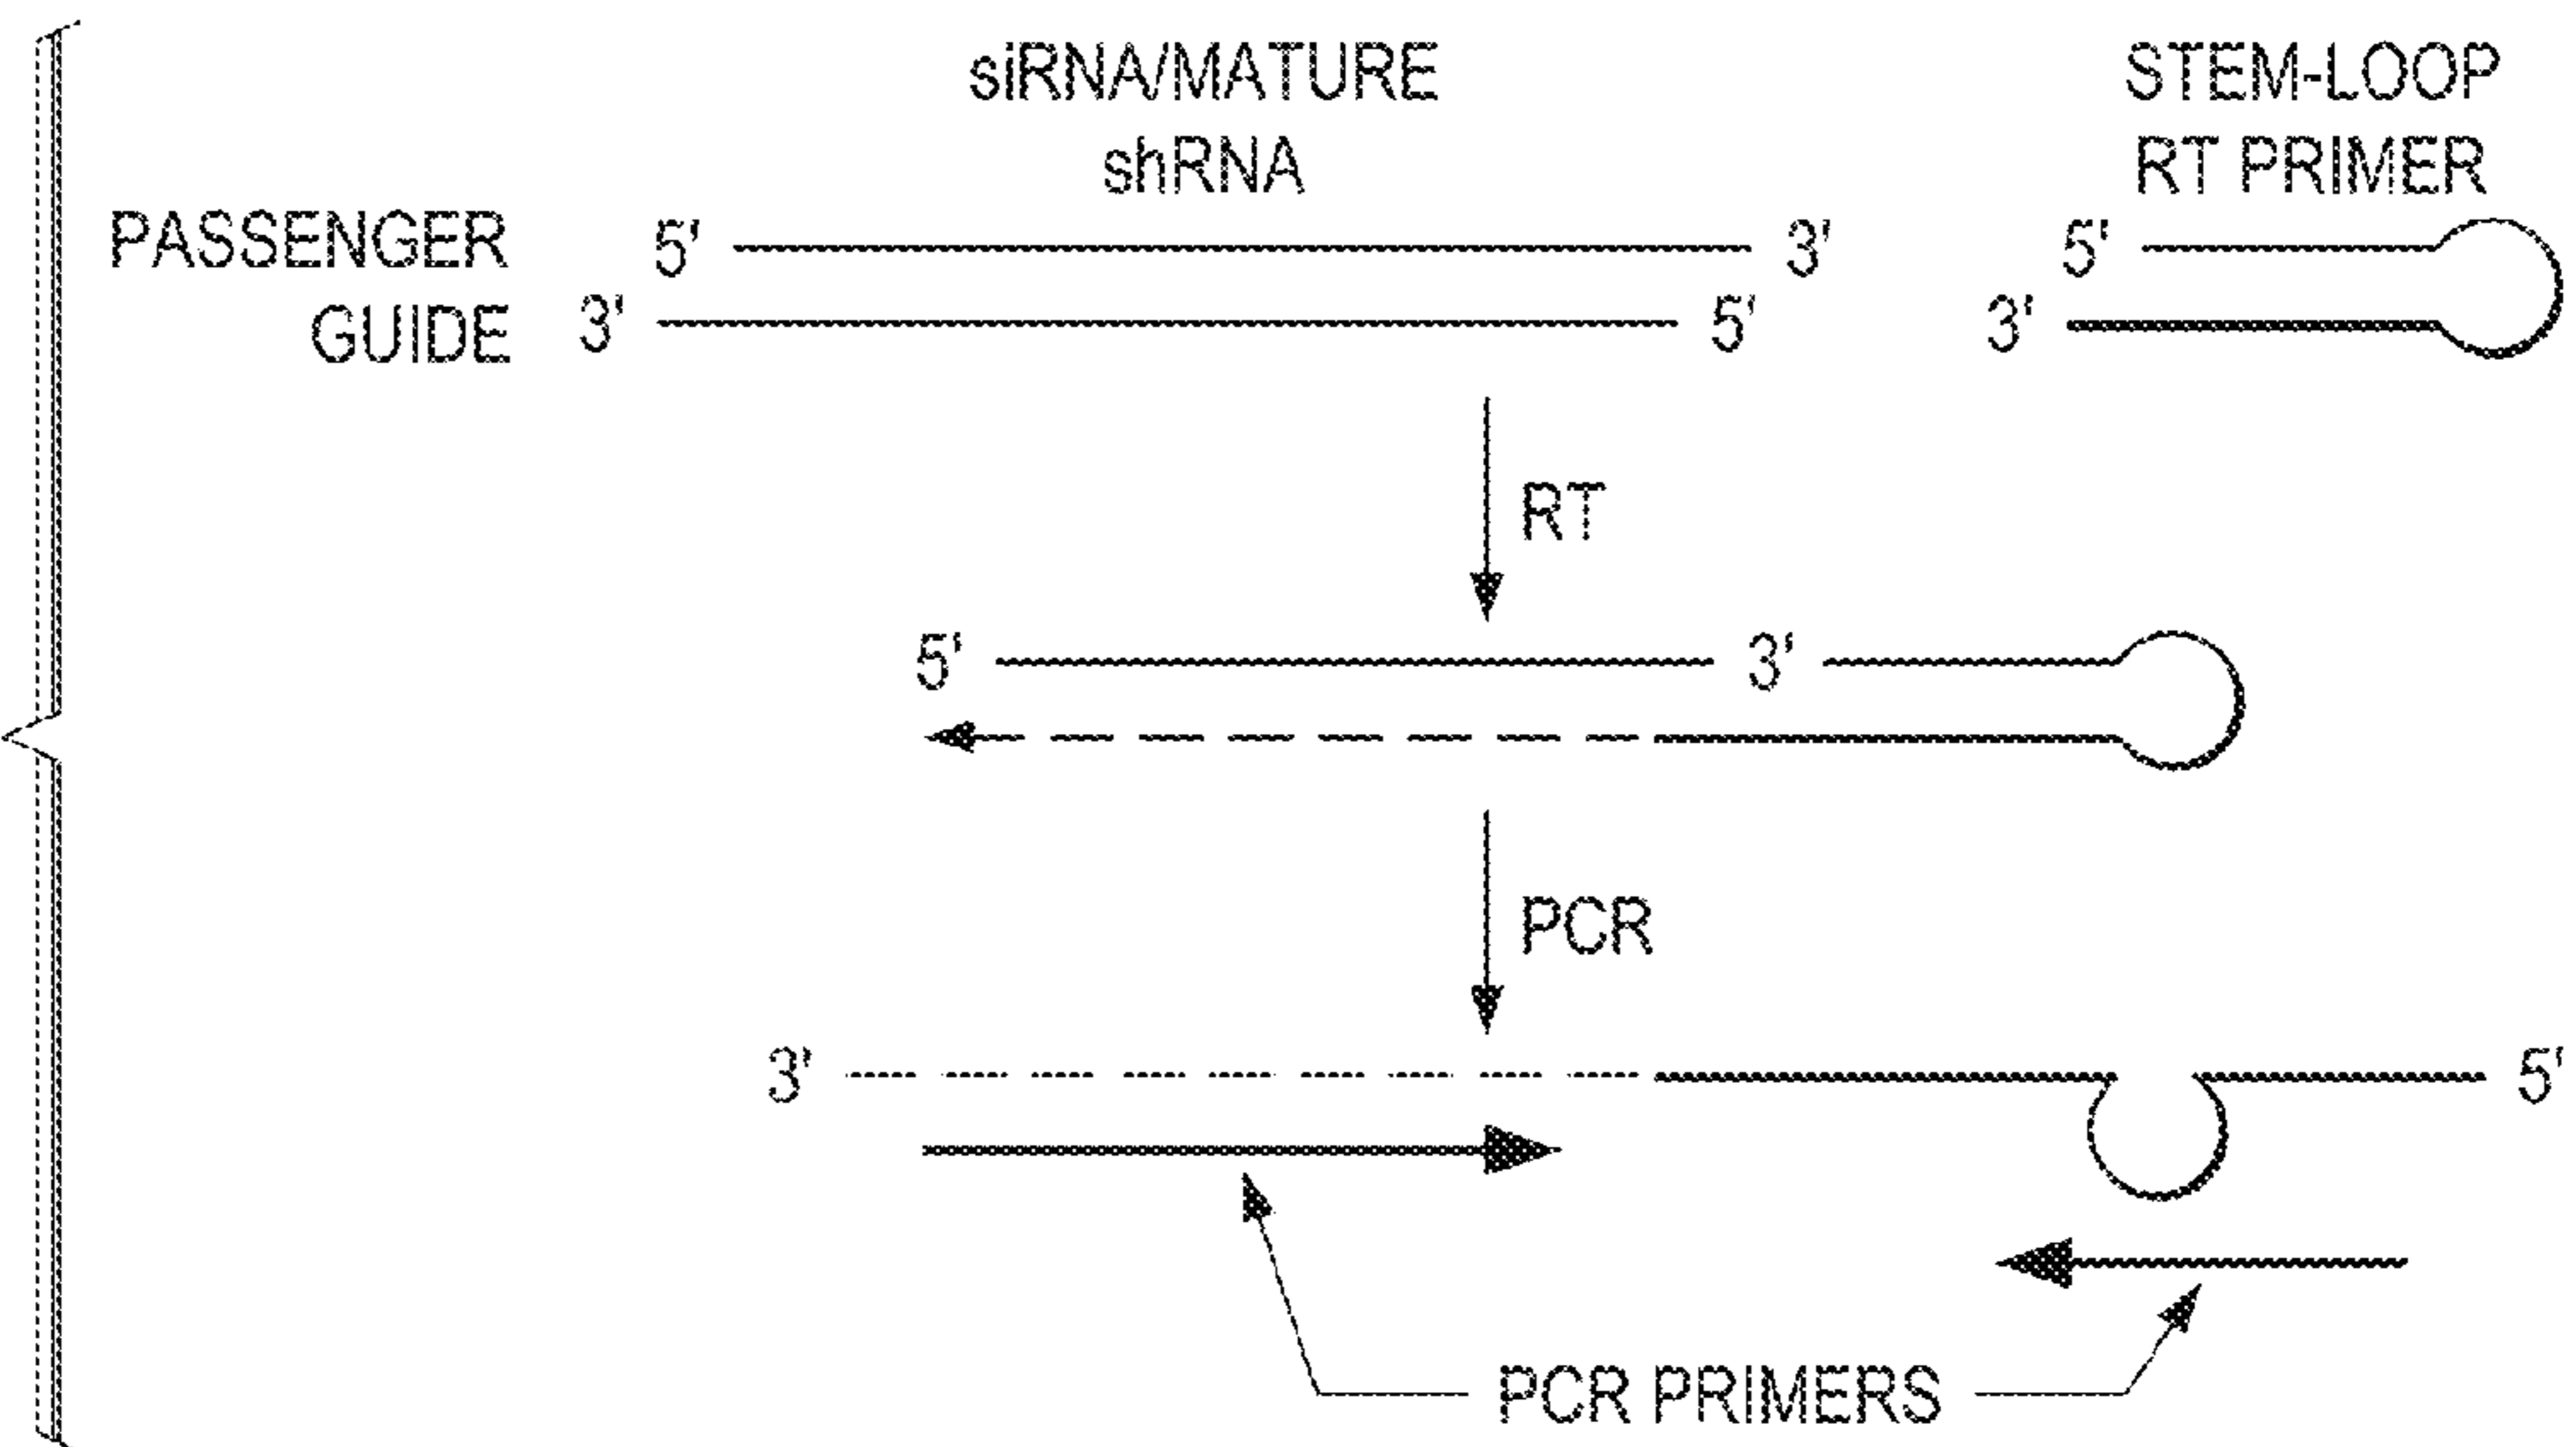 siRNA/MATURE
shRNA
STEM-LOOP
RT PRIMER
PASSENGER 5' 3' 5'
GUIDE 3' 5' 3'
RT
5' 3'
PCR
3' 5'
PCR PRIMERS